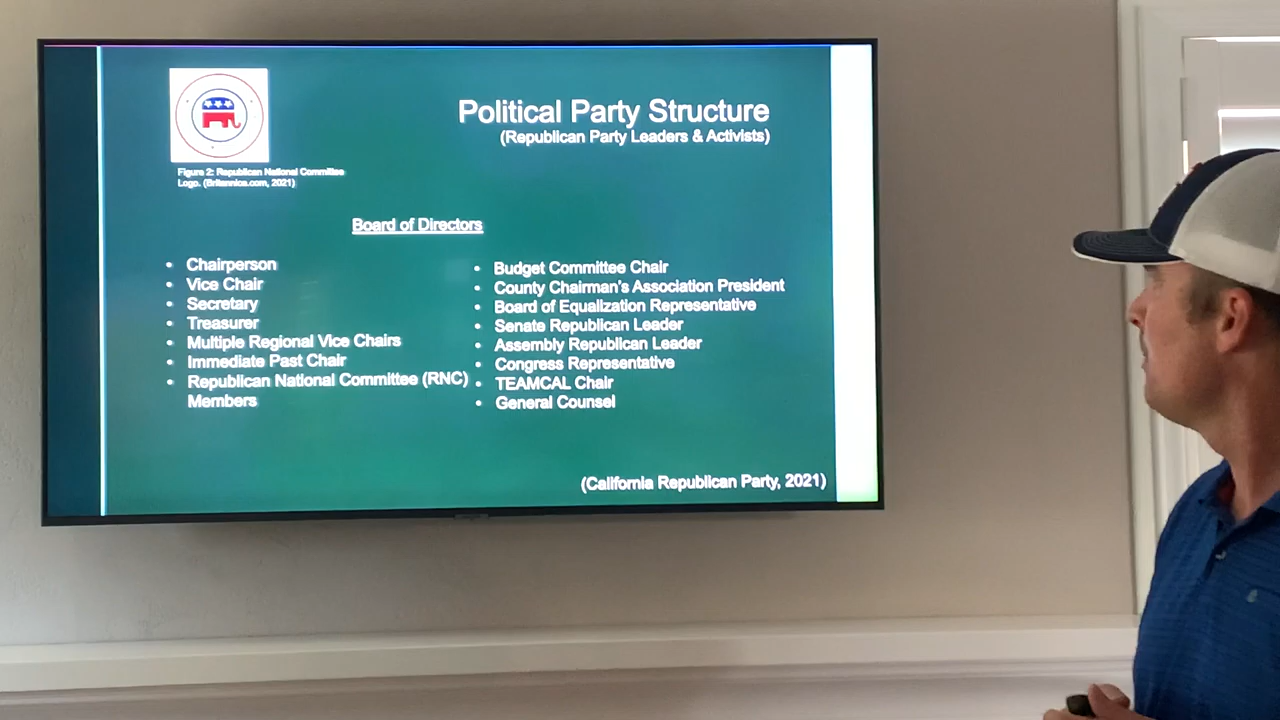 Political Party Structure
(Republican Party Leaders & Activists)
Figure 2: Republican National Committee
Logo. (Britannica.com, 2021)
Board of Directors
• Chairperson
• Vice Chair
• Secretary
• Treasurer
• Multiple Regional Vice Chairs
• Immediate Past Chair
• Republican National Committee (RNC)
Members
• Budget Committee Chair
• County Chairman's Association President
• Board of Equalization Representative
• Senate Republican Leader
• Assembly Republican Leader
• Congress Representative
• TEAMCAL Chair
• General Counsel
(California Republican Party, 2021)